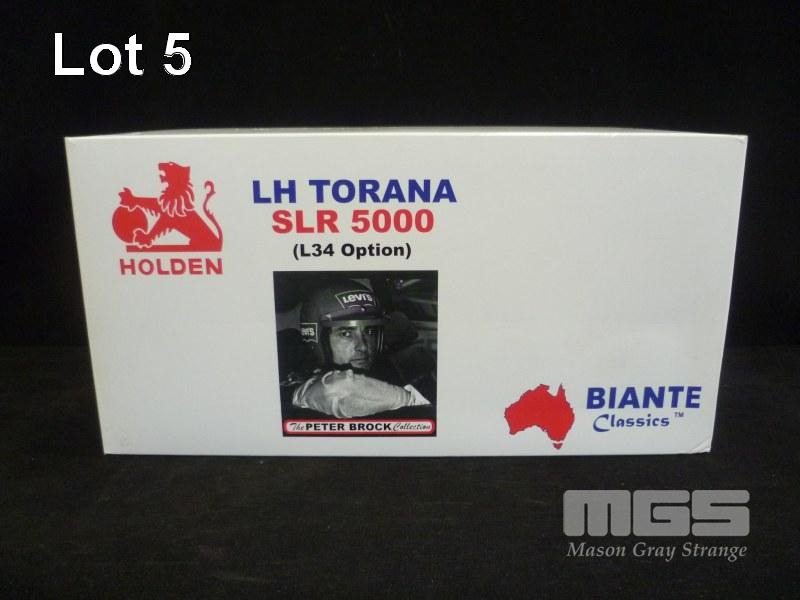 Lot 5
HOLDEN
LH TORANA
SLR 5000
(L34 Option)
LEVI'S
The PETER BROCK Collection
BIANTE
Classics™
MGS
Mason Gray Strange